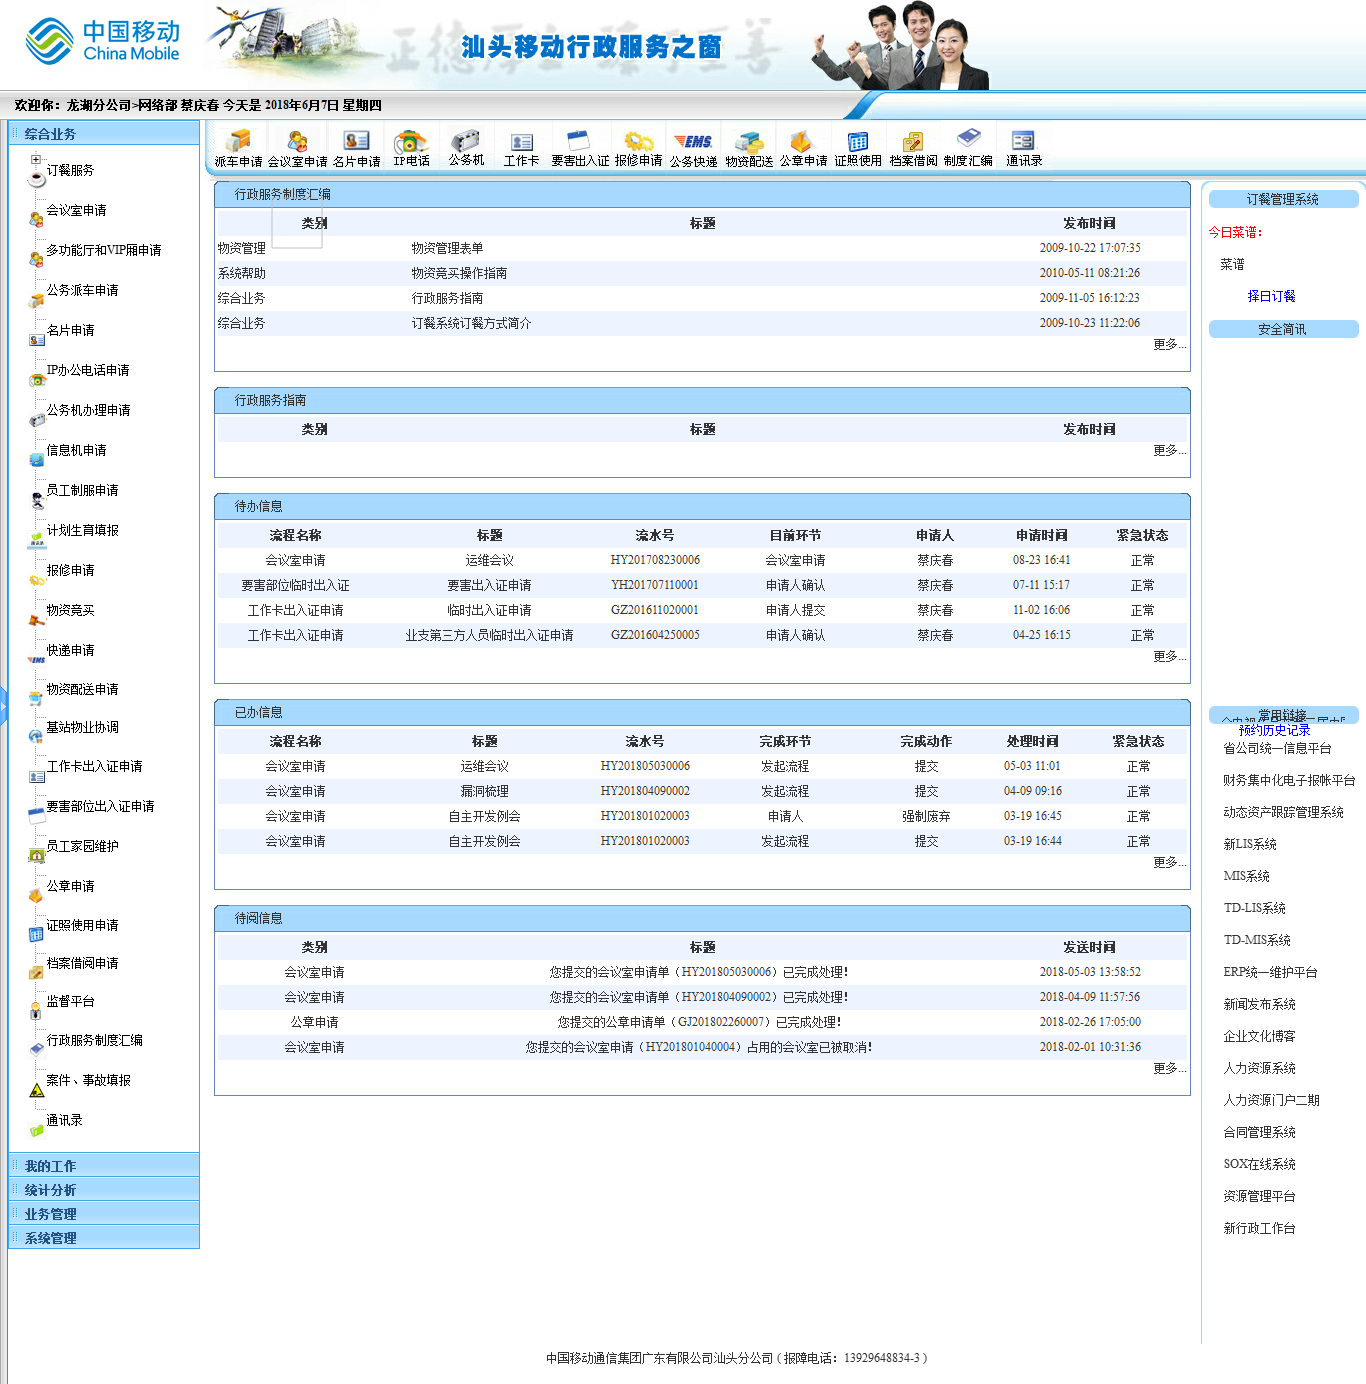 中国移动
China Mobile
正德厚
至善
汕头移动行政服务之窗
欢迎你：龙湖分公司>网络部 蔡庆春 今天是 2018年6月7日 星期四
综合业务
订餐服务
会议室申请
多功能厅和VIP厢申请
公务派车申请
名片申请
IP办公电话申请
公务机办理申请
信息机申请
员工制服申请
计划生育填报
报修申请
物资竟买
快递申请
物资配送申请
基站物业协调
工作卡出入证申请
要害部位出入证申请
员工家园维护
公章申请
证照使用申请
档案借阅申请
监督平台
行政服务制度汇编
案件、事故填报
通讯录
我的工作
统计分析
业务管理
系统管理
派车申请 会议室申请 名片申请 IP电话 公务机 工作卡 要害出入证 报修申请 公务快递 物资配送 公章申请 证照使用 档案借阅 制度汇编 通讯录
行政服务制度汇编
类别 标题 发布时间
物资管理 物资管理表单 2009-10-22 17:07:35
系统帮助 物资竟买操作指南 2010-05-11 08:21:26
综合业务 行政服务指南 2009-11-05 16:12:23
综合业务 订餐系统订餐方式简介 2009-10-23 11:22:06
更多...
行政服务指南
类别 标题 发布时间
更多...
待办信息
流程名称 标题 流水号 目前环节 申请人 申请时间 紧急状态
会议室申请 运维会议 HY201708230006 会议室申请 蔡庆春 08-23 16:41 正常
要害部位临时出入证 要害出入证申请 YH201707110001 申请人确认 蔡庆春 07-11 15:17 正常
工作卡出入证申请 临时出入证申请 GZ201611020001 申请人提交 蔡庆春 11-02 16:06 正常
工作卡出入证申请 业支第三方人员临时出入证申请 GZ201604250005 申请人确认 蔡庆春 04-25 16:15 正常
更多...
已办信息
流程名称 标题 流水号 完成环节 完成动作 处理时间 紧急状态
会议室申请 运维会议 HY201805030006 发起流程 提交 05-03 11:01 正常
会议室申请 漏洞梳理 HY201804090002 发起流程 提交 04-09 09:16 正常
会议室申请 自主开发例会 HY201801020003 申请人 强制废弃 03-19 16:45 正常
会议室申请 自主开发例会 HY201801020003 发起流程 提交 03-19 16:44 正常
更多...
待阅信息
类别 标题 发送时间
会议室申请 您提交的会议室申请单（HY201805030006）已完成处理！ 2018-05-03 13:58:52
会议室申请 您提交的会议室申请单（HY201804090002）已完成处理！ 2018-04-09 11:57:56
公章申请 您提交的公章申请单（GJ201802260007）已完成处理！ 2018-02-26 17:05:00
会议室申请 您提交的会议室申请（HY201801040004）占用的会议室已被取消！ 2018-02-01 10:31:36
更多...
订餐管理系统
今日菜谱：
菜谱
择日订餐
安全简讯
常用链接
预约历史记录
省公司统一信息平台
财务集中化电子报帐平台
动态资产跟踪管理系统
新LIS系统
MIS系统
TD-LIS系统
TD-MIS系统
ERP统一维护平台
新闻发布系统
企业文化博客
人力资源系统
人力资源门户二期
合同管理系统
SOX在线系统
资源管理平台
新行政工作台
中国移动通信集团广东有限公司汕头分公司（报障电话：13929648834-3）